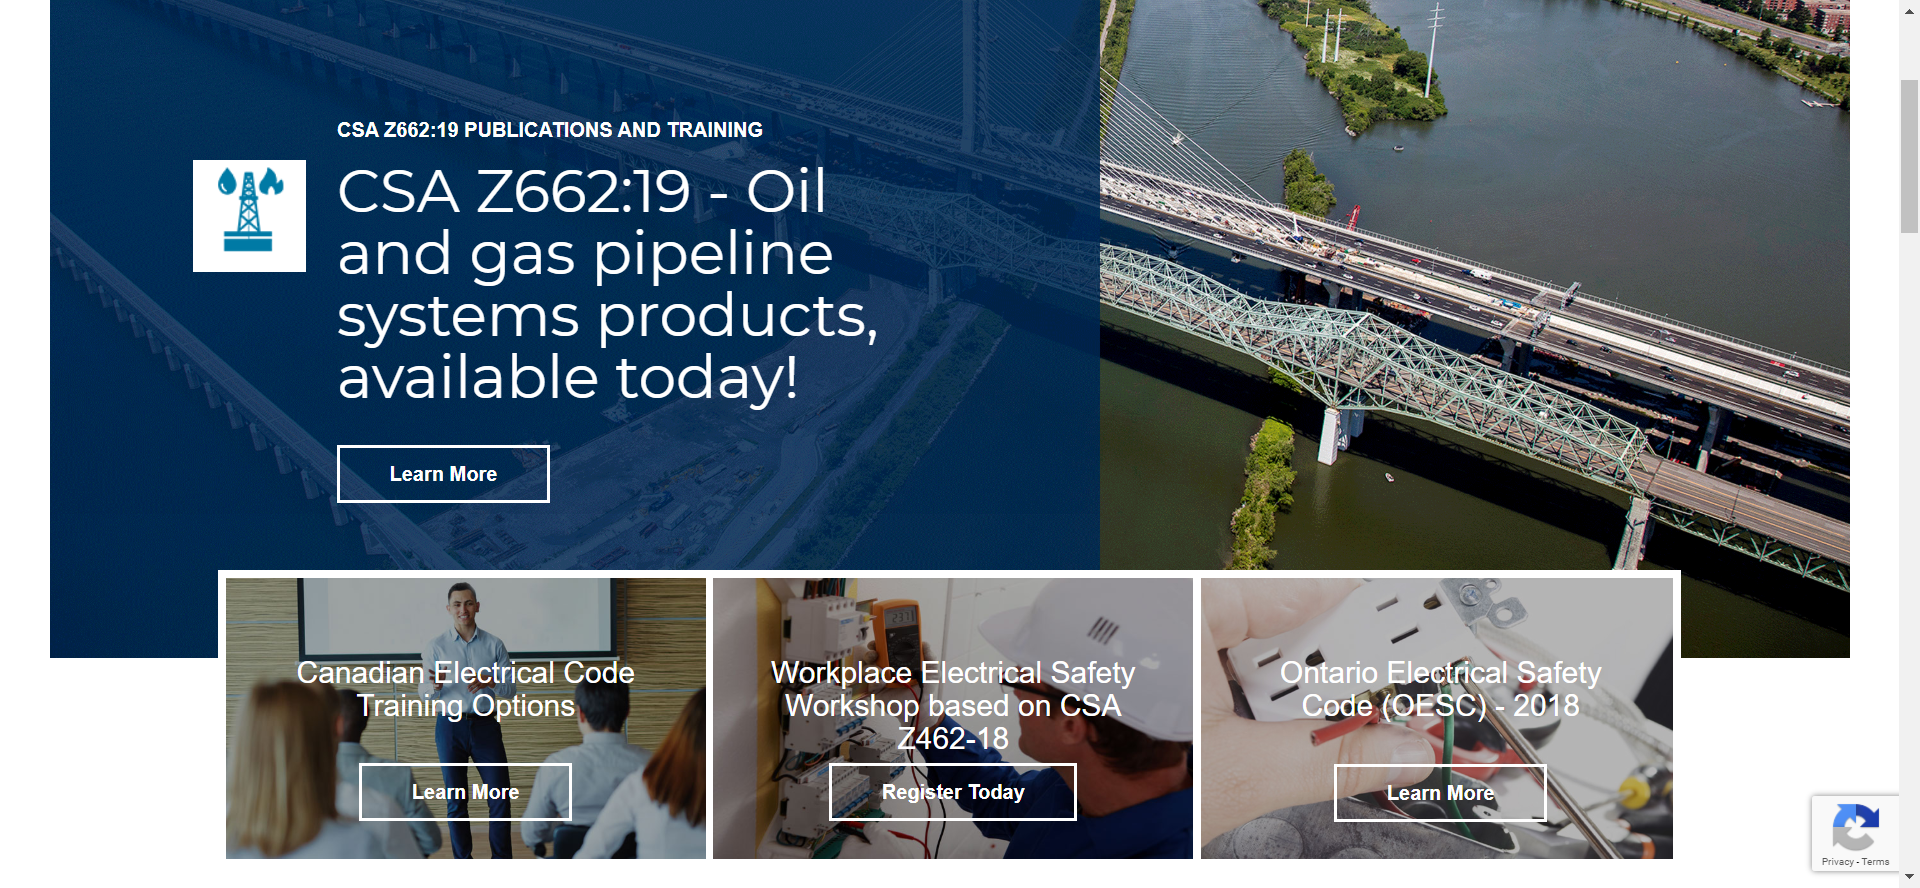 CSA Z662:19 PUBLICATIONS AND TRAINING
CSA Z662:19 - Oil
and gas pipeline
systems products,
available today!
Learn More
Canadian Electrical Code
Training Options
Learn More
Workplace Electrical Safety
Workshop based on CSA
Z462-18
Register Today
Ontario Electrical Safety
Code (OESC) - 2018
Learn More
Privacy - Terms